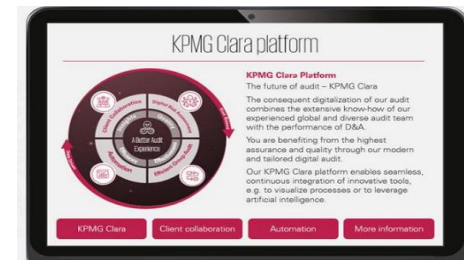 KPMG Clara platform
KPMG Clara Platform
The future of audit – KPMG Clara
The consequent digitalization of our audit
combines the extensive know-how of our
experienced global and diverse audit team
with the performance of D&A.
You are benefiting from the highest
assurance and quality through our modern
and tailored digital audit.
Our KPMG Clara platform enables seamless,
continuous integration of innovative tools,
e.g. to visualize processes or to leverage
artificial intelligence.
Client Collaboration
Digital Risk
Insights
Quality
A Better Audit
Experience
Automation
Efficient Group Audit
KPMG Clara
Client collaboration
Automation
More information